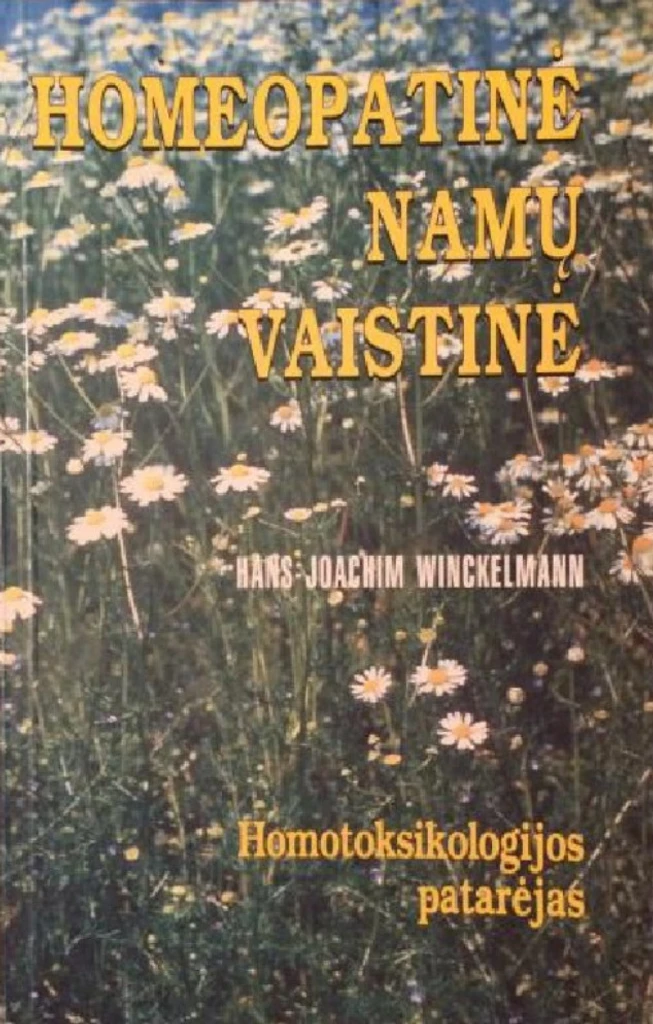 HOMEOPATINĖ
NAMŲ
VAISTINĖ
HANS-JOACHIM WINCKELMANN
Homotoksikologijos
patarėjas